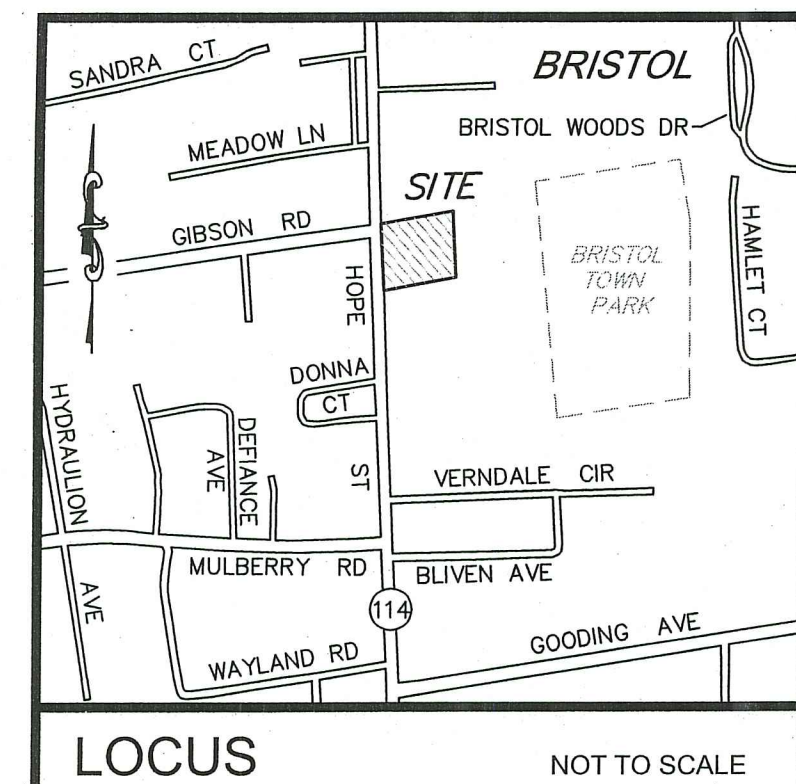 SANDRA CT
BRISTOL
BRISTOL WOODS DR
MEADOW LN
SITE
GIBSON RD
HOPE
ST
BRISTOL
TOWN
PARK
HAMLET CT
DONNA
CT
HYDRAULION
AVE
DEFIANCE
AVE
VERNDALE CIR
MULBERRY RD
BLIVEN AVE
114
GOODING AVE
WAYLAND RD
LOCUS
NOT TO SCALE